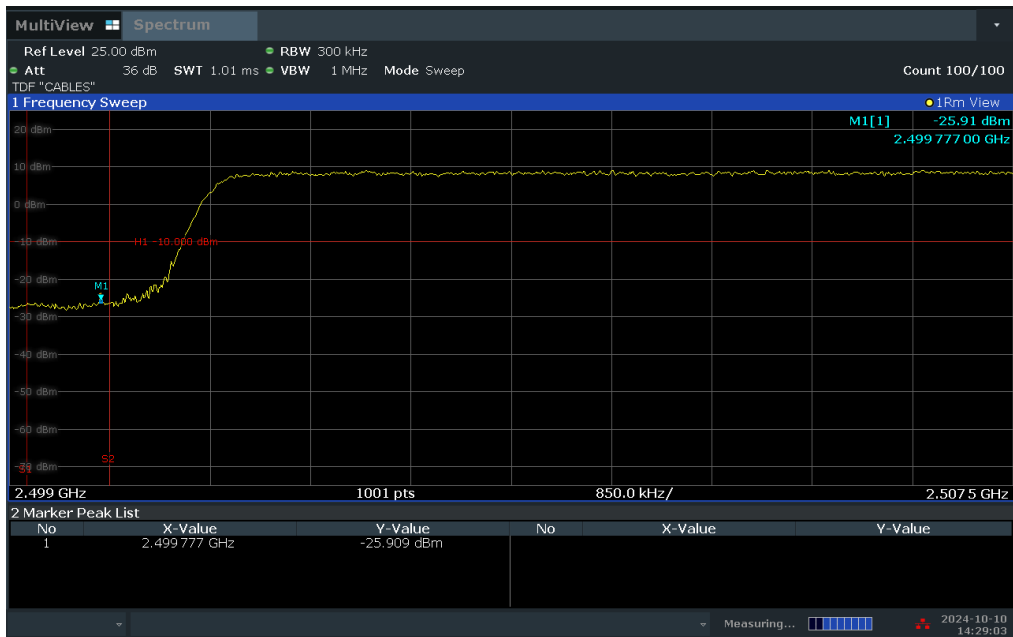 MultiView Spectrum
Ref Level 25.00 dBm RBW 300 kHz
Att 36 dB SWT 1.01 ms VBW 1 MHz Mode Sweep Count 100/100
TDF "CABLES"
1 Frequency Sweep 1Rm View
M1[1] -25.91 dBm
2.499 777 00 GHz
20 dBm
10 dBm
0 dBm
-10 dBm H1 -10.000 dBm
-20 dBm
M1
-30 dBm
-40 dBm
-50 dBm
-60 dBm
S2
-70 dBm
S1
2.499 GHz 1001 pts 850.0 kHz/ 2.507 5 GHz
2 Marker Peak List
No X-Value Y-Value No X-Value Y-Value
1 2.499 777 GHz -25.909 dBm
Measuring... 2024-10-10
14:29:03